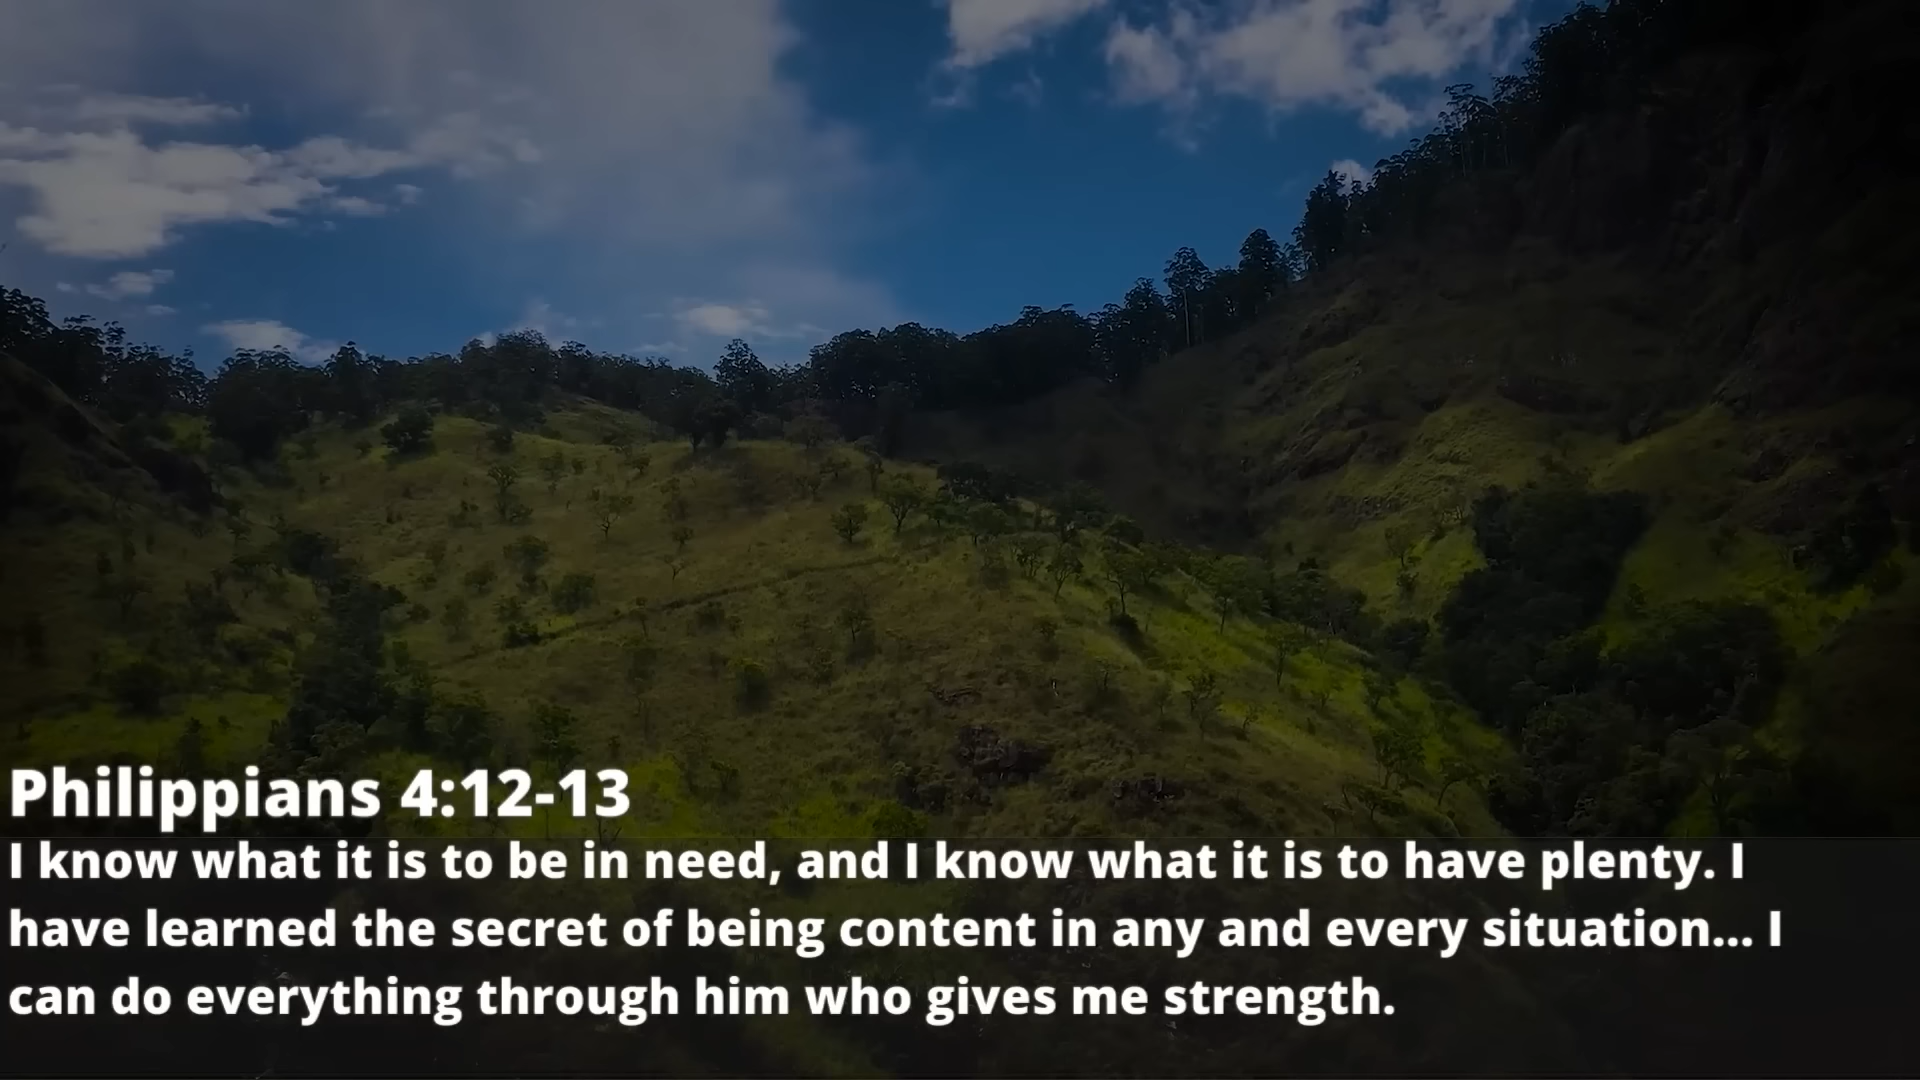 Philippians 4:12-13
I know what it is to be in need, and I know what it is to have plenty. I
have learned the secret of being content in any and every situation... I
can do everything through him who gives me strength.